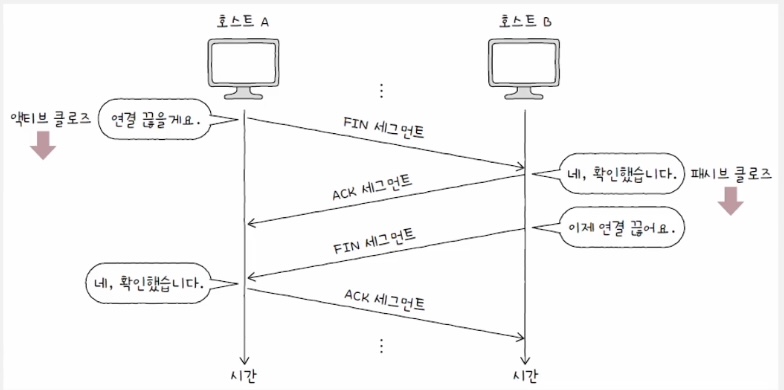 호스트 A
호스트 B
액티브 클로즈
연결 끊을게요.
FIN 세그먼트
네, 확인했습니다.
패시브 클로즈
ACK 세그먼트
이제 연결 끊어요.
FIN 세그먼트
네, 확인했습니다.
ACK 세그먼트
시간
시간